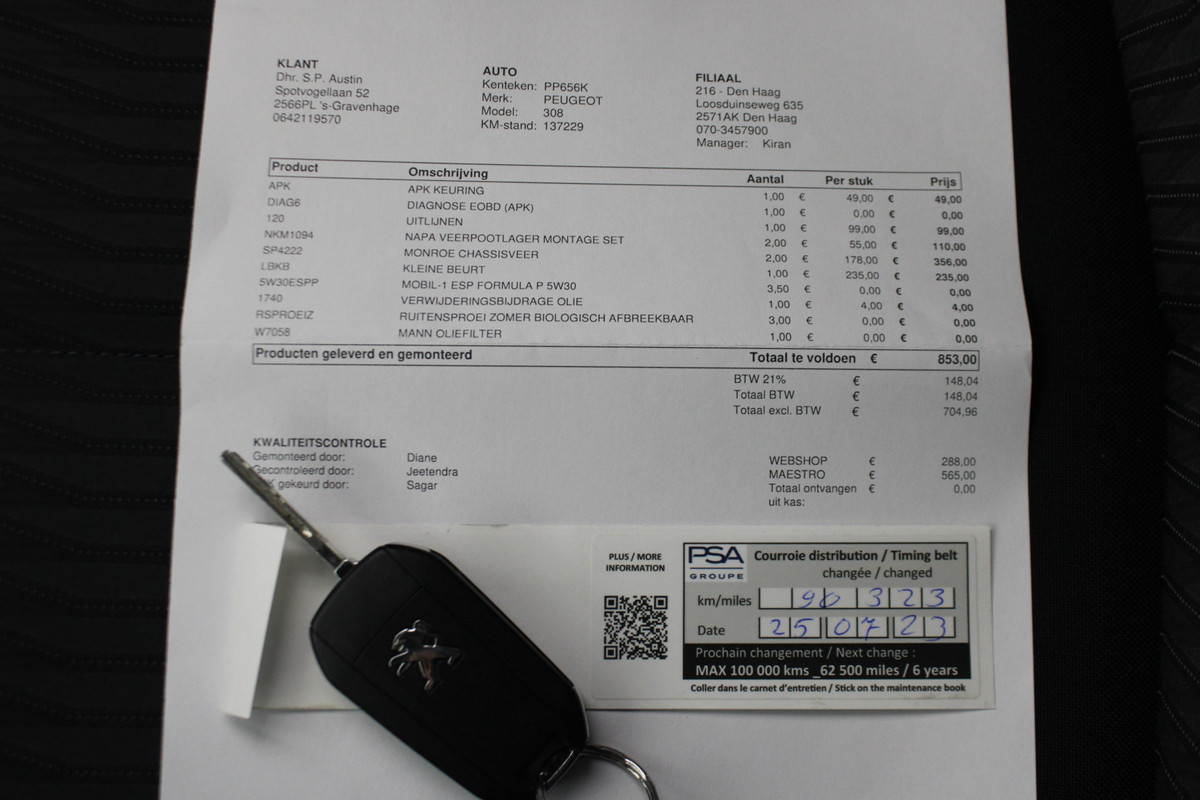 KLANT
Dhr. S.P. Austin
Spotvogellaan 52
2566PL 's-Gravenhage
0642119570
AUTO
Kenteken: PP656K
Merk: PEUGEOT
Model: 308
KM-stand: 137229
FILIAAL
216 - Den Haag
Loosduinseweg 635
2571AK Den Haag
070-3457900
Manager: Kiran
Product Omschrijving Aantal Per stuk Prijs
APK APK KEURING 1,00 € 49,00 € 49,00
DIAG6 DIAGNOSE EOBD (APK) 1,00 € 0,00 € 0,00
120 UITLIJNEN 1,00 € 99,00 € 99,00
NKM1094 NAPA VEERPOOTLAGER MONTAGE SET 2,00 € 55,00 € 110,00
SP4222 MONROE CHASSISVEER 2,00 € 178,00 € 356,00
LBKB KLEINE BEURT 1,00 € 235,00 € 235,00
5W30ESPP MOBIL-1 ESP FORMULA P 5W30 3,50 € 0,00 € 0,00
1740 VERWIJDERINGSBIJDRAGE OLIE 1,00 € 4,00 € 4,00
RSPROEIZ RUITENSPROEI ZOMER BIOLOGISCH AFBREEKBAAR 3,00 € 0,00 € 0,00
W7058 MANN OLIEFILTER 1,00 € 0,00 € 0,00
Producten geleverd en gemonteerd Totaal te voldoen € 853,00
BTW 21% € 148,04
Totaal BTW € 148,04
Totaal excl. BTW € 704,96
KWALITEITSCONTROLE
Gemonteerd door: Diane
Gecontroleerd door: Jeetendra
K gekeurd door: Sagar
WEBSHOP € 288,00
MAESTRO € 565,00
Totaal ontvangen € 0,00
uit kas:
PLUS / MORE
INFORMATION
PSA
GROUPE
Courroie distribution / Timing belt
changée / changed
km/miles 90 323
Date 25 07 23
Prochain changement / Next change :
MAX 100 000 kms _62 500 miles / 6 years
Coller dans le carnet d'entretien / Stick on the maintenance book